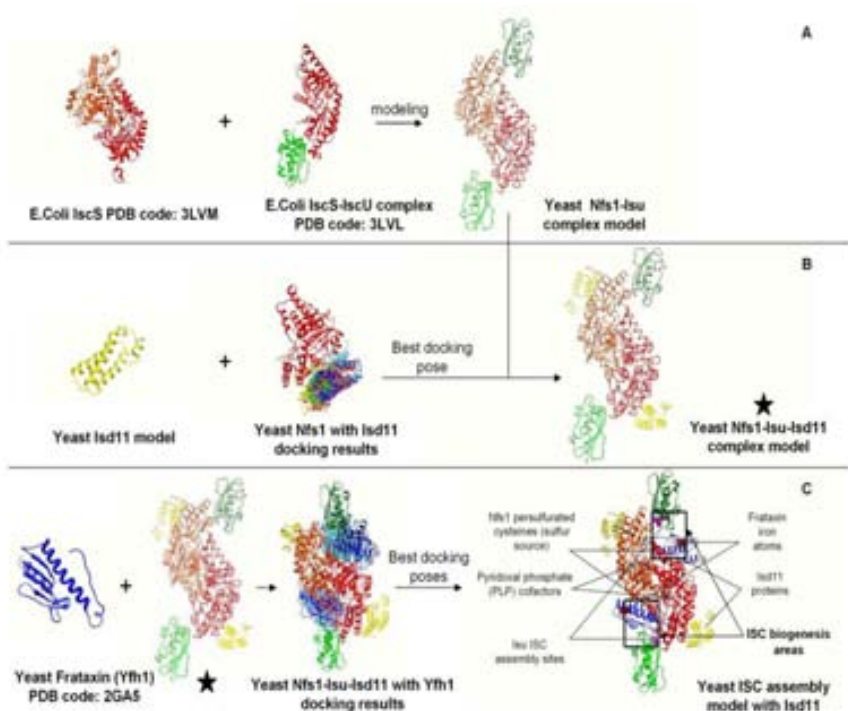 A
+
modeling
E.Coli IscS PDB code: 3LVM
E.Coli IscS-IscU complex
PDB code: 3LVL
Yeast Nfs1-Isu
complex model
B
+
Best docking
pose
Yeast Isd11 model
Yeast Nfs1 with Isd11
docking results
★
Yeast Nfs1-Isu-Isd11
complex model
C
Nfs1 persulfurated
cysteines (sulfur
source)
Frataxin
iron
atoms
+
Best docking
poses
Pyridoxal phosphate
(PLP) cofactors
Isd11
proteins
Isu ISC
assembly sites
ISC biogenesis
areas
Yeast Frataxin (Yfh1)
PDB code: 2GA5
★
Yeast Nfs1-Isu-Isd11 with Yfh1
docking results
Yeast ISC assembly
model with Isd11